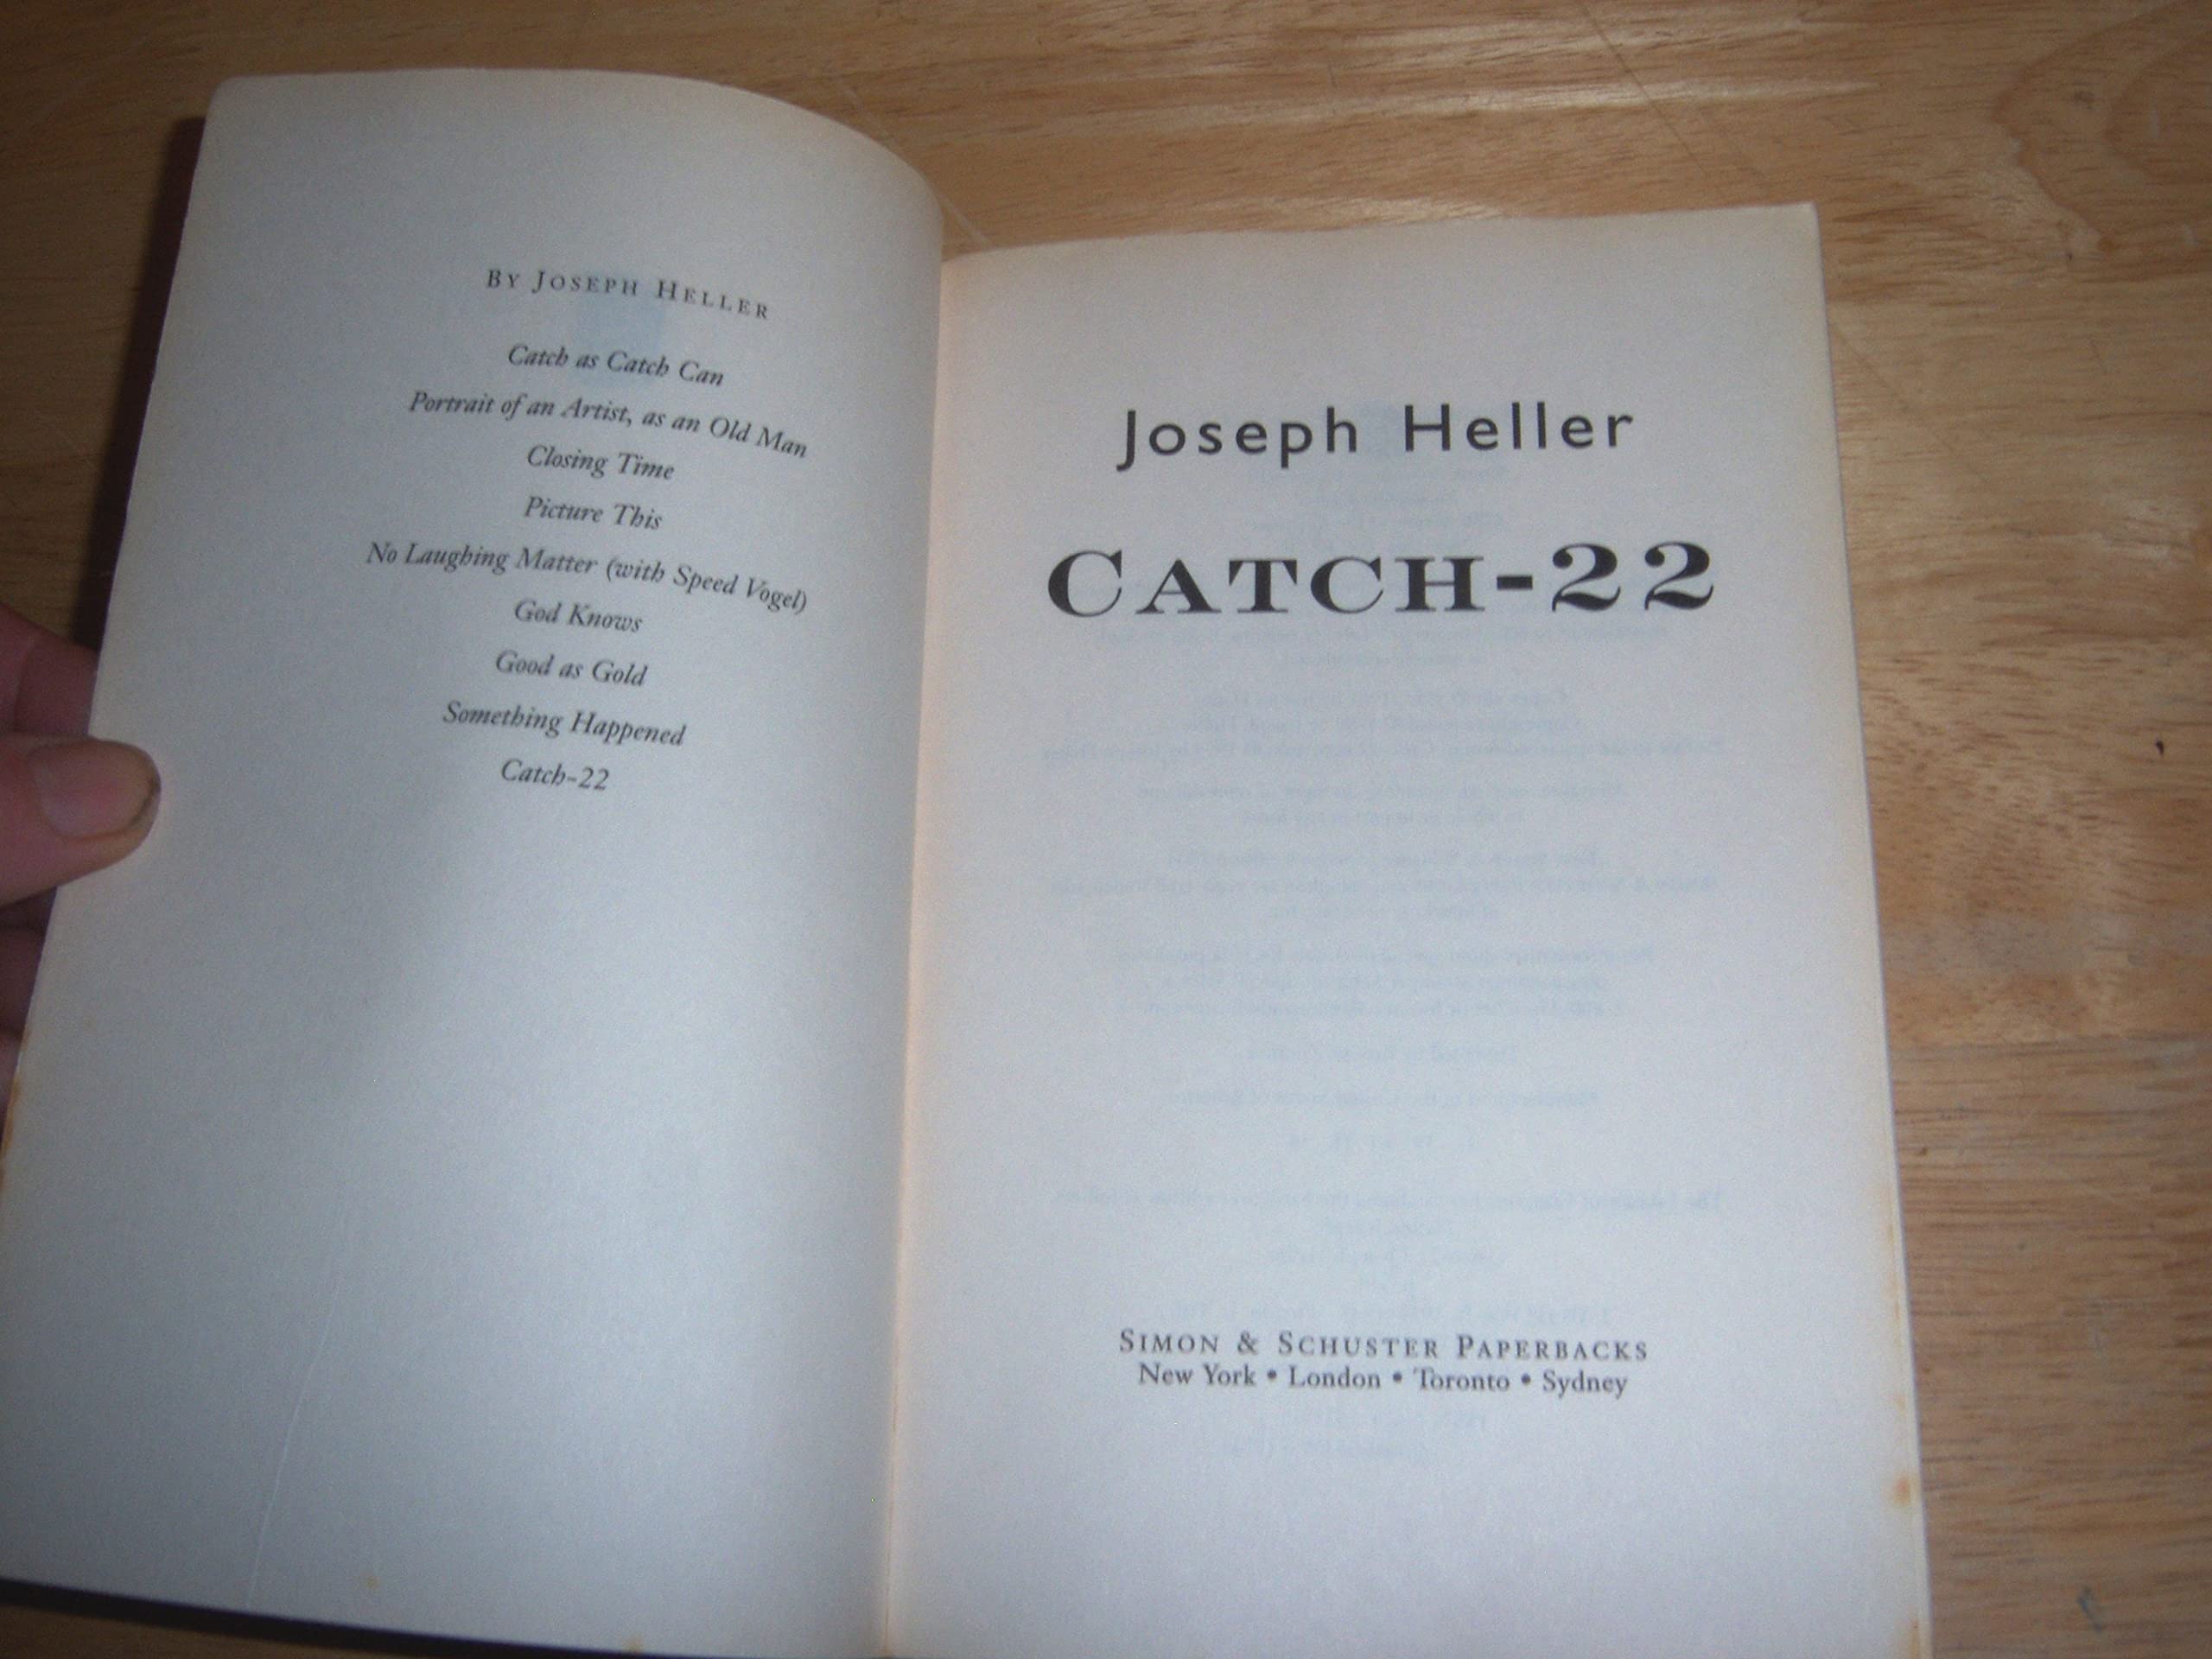 BY JOSEPH HELLER
Catch as Catch Can
Portrait of an Artist, as an Old Man
Closing Time
Picture This
No Laughing Matter (with Speed Vogel)
God Knows
Good as Gold
Something Happened
Catch-22
Joseph Heller
CATCH-22
SIMON & SCHUSTER PAPERBACKS
New York • London • Toronto • Sydney